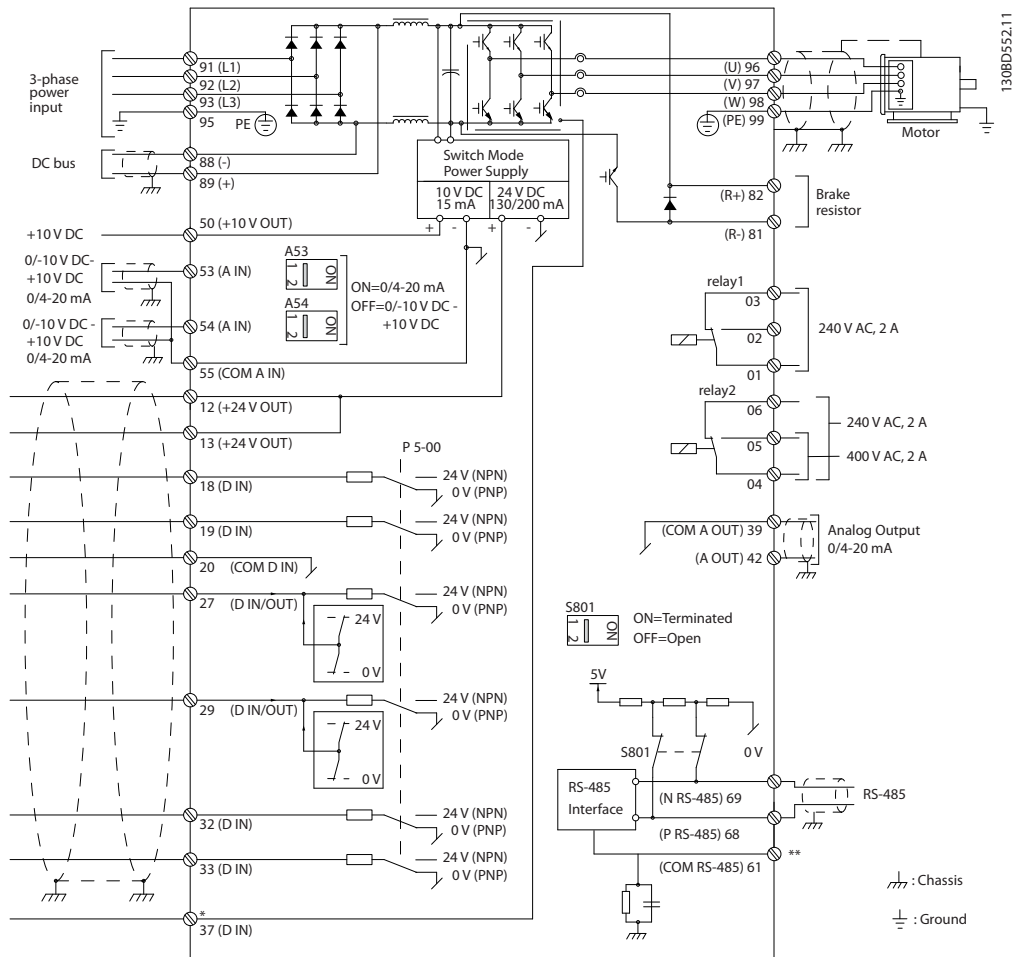 130BD552.11
3-phase
power
input
91 (L1)
92 (L2)
93 (L3)
95
PE
(U) 96
(V) 97
(W) 98
(PE) 99
Motor
DC bus
88 (-)
89 (+)
Switch Mode
Power Supply
10 V DC
15 mA
24 V DC
130/200 mA
+ - + -
(R+) 82
(R-) 81
Brake
resistor
+10 V DC
50 (+10 V OUT)
0/-10 V DC-
+10 V DC
0/4-20 mA
53 (A IN)
A53
1 2
ON
A54
1 2
ON
ON=0/4-20 mA
OFF=0/-10 V DC -
+10 V DC
0/-10 V DC -
+10 V DC
0/4-20 mA
54 (A IN)
55 (COM A IN)
relay1
03
02
01
240 V AC, 2 A
relay2
06
05
04
240 V AC, 2 A
400 V AC, 2 A
12 (+24 V OUT)
13 (+24 V OUT)
P 5-00
18 (D IN)
24 V (NPN)
0 V (PNP)
19 (D IN)
24 V (NPN)
0 V (PNP)
20 (COM D IN)
27 (D IN/OUT)
24 V (NPN)
0 V (PNP)
24 V
0 V
29 (D IN/OUT)
24 V (NPN)
0 V (PNP)
24 V
0 V
32 (D IN)
24 V (NPN)
0 V (PNP)
33 (D IN)
24 V (NPN)
0 V (PNP)
*
37 (D IN)
(COM A OUT) 39
(A OUT) 42
Analog Output
0/4-20 mA
S801
1 2
ON
ON=Terminated
OFF=Open
5V
S801
0 V
RS-485
Interface
(N RS-485) 69
(P RS-485) 68
(COM RS-485) 61
RS-485
**
: Chassis
: Ground